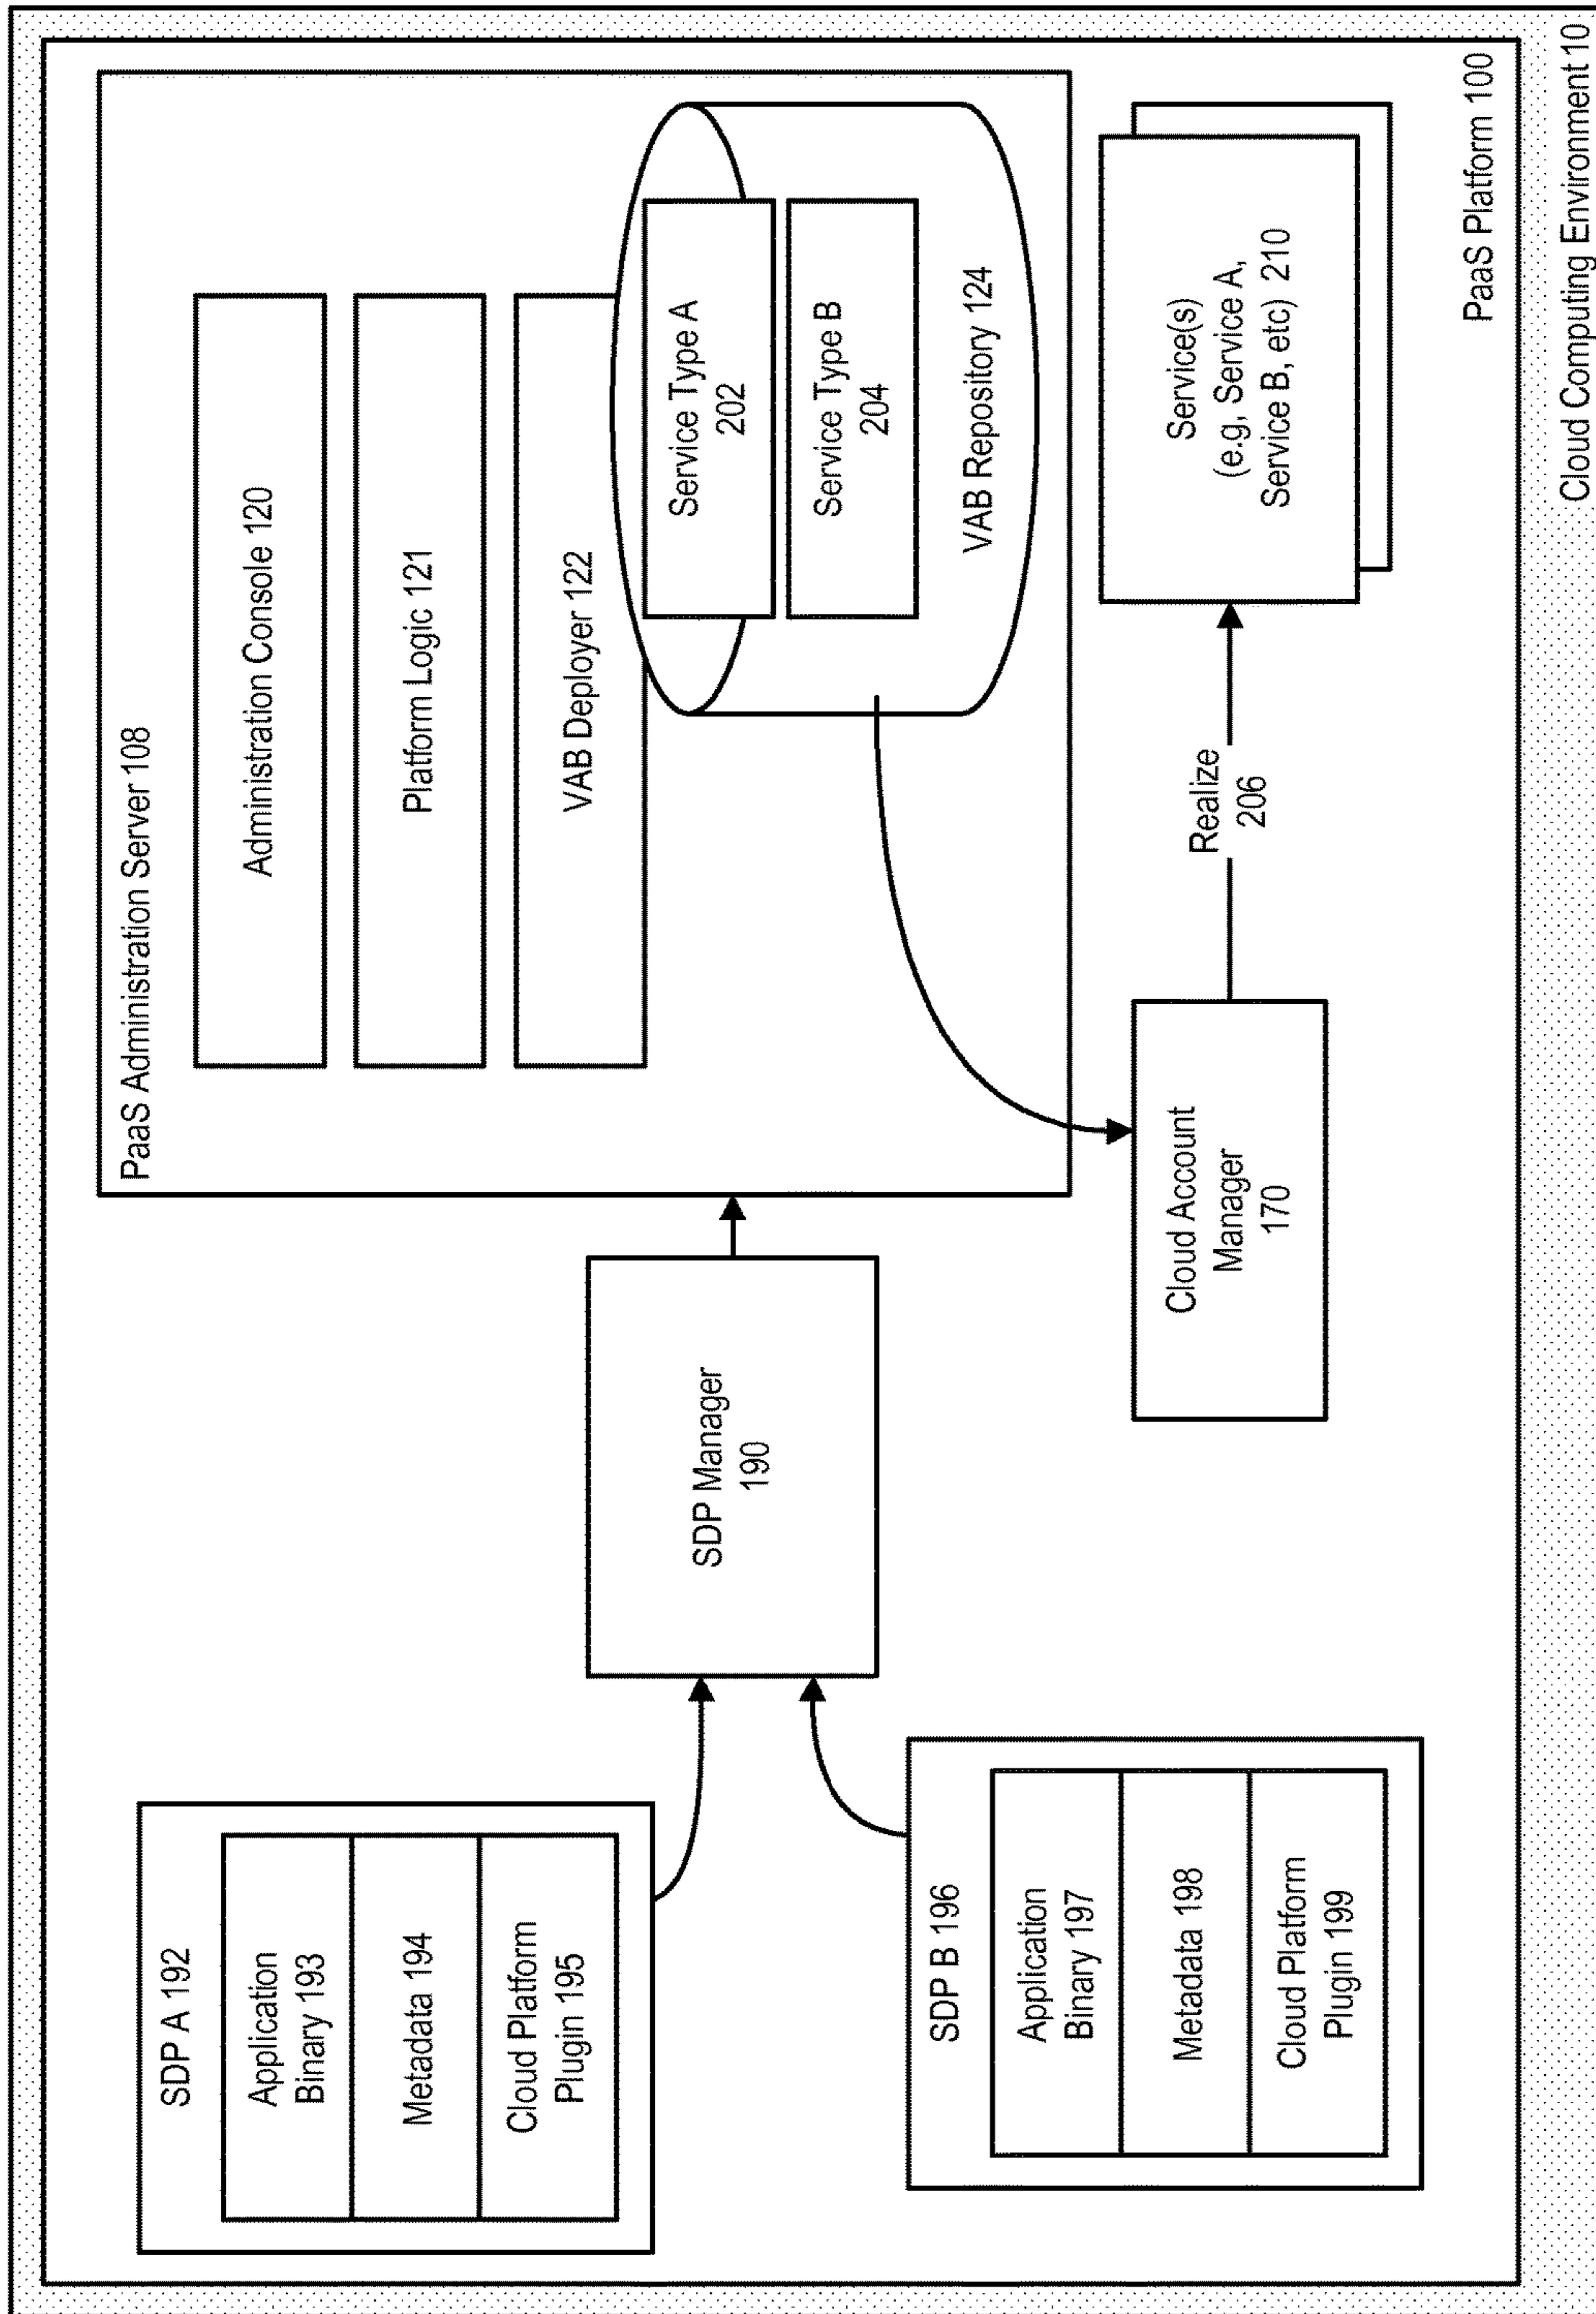 PaaS Administration Server 108
Administration Console 120
Platform Logic 121
VAB Deployer 122
Service Type A
202
Service Type B
204
VAB Repository 124
SDP A 192
Application
Binary 193
Metadata 194
Cloud Platform
Plugin 195
SDP Manager
190
SDP B 196
Application
Binary 197
Metadata 198
Cloud Platform
Plugin 199
Cloud Account
Manager
170
Realize
206
Service(s)
(e.g, Service A,
Service B, etc) 210
PaaS Platform 100
Cloud Computing Environment 10